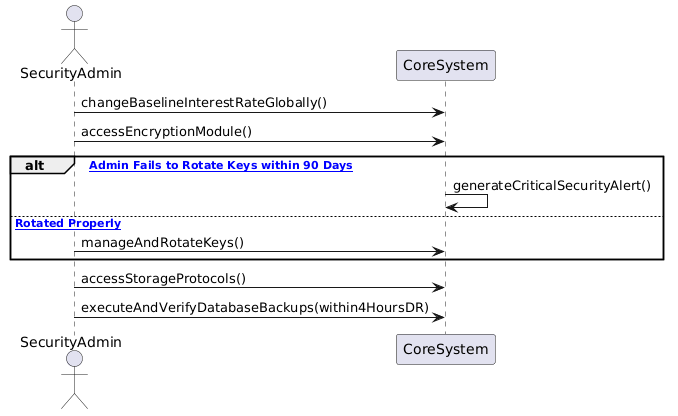 SecurityAdmin
CoreSystem
changeBaselineInterestRateGlobally()
accessEncryptionModule()
alt Admin Fails to Rotate Keys within 90 Days
generateCriticalSecurityAlert()
Rotated Properly
manageAndRotateKeys()
accessStorageProtocols()
executeAndVerifyDatabaseBackups(within4HoursDR)
SecurityAdmin
CoreSystem